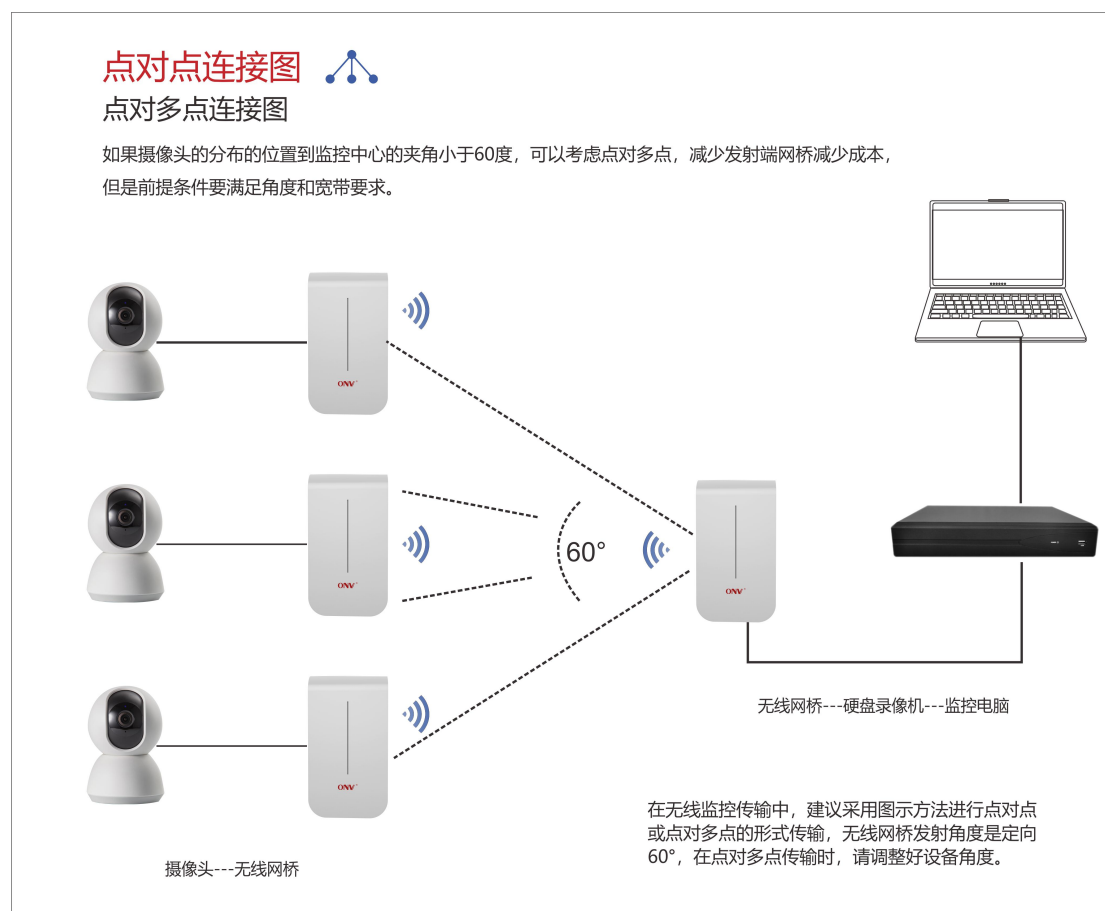 点对点连接图
点对多点连接图
如果摄像头的分布的位置到监控中心的夹角小于60度，可以考虑点对多点，减少发射端网桥减少成本，
但是前提条件要满足角度和宽带要求。
ONV
ONV
60°
ONV
ONV
无线网桥---硬盘录像机---监控电脑
在无线监控传输中，建议采用图示方法进行点对点
或点对多点的形式传输，无线网桥发射角度是定向
60°，在点对多点传输时，请调整好设备角度。
摄像头---无线网桥